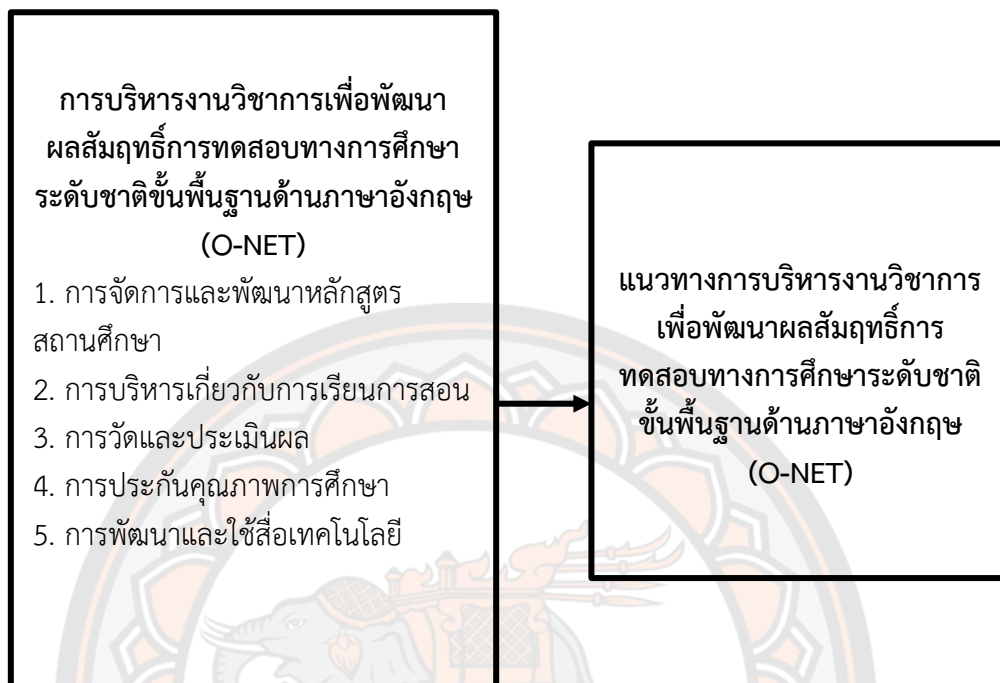 การบริหารงานวิชาการเพื่อพัฒนา
ผลสัมฤทธิ์การทดสอบทางการศึกษา
ระดับชาติขั้นพื้นฐานด้านภาษาอังกฤษ
(O-NET)
1. การจัดการและพัฒนาหลักสูตร
สถานศึกษา
2. การบริหารเกี่ยวกับการเรียนการสอน
3. การวัดและประเมินผล
4. การประกันคุณภาพการศึกษา
5. การพัฒนาและใช้สื่อเทคโนโลยี
แนวทางการบริหารงานวิชาการ
เพื่อพัฒนาผลสัมฤทธิ์การ
ทดสอบทางการศึกษาระดับชาติ
ขั้นพื้นฐานด้านภาษาอังกฤษ
(O-NET)